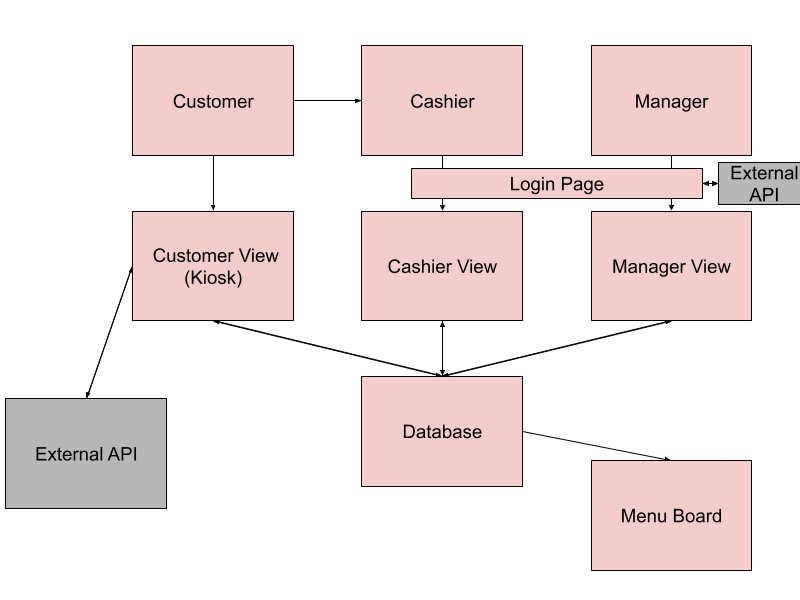 Customer
Cashier
Manager
Login Page
External
API
Customer View
(Kiosk)
Cashier View
Manager View
External API
Database
Menu Board